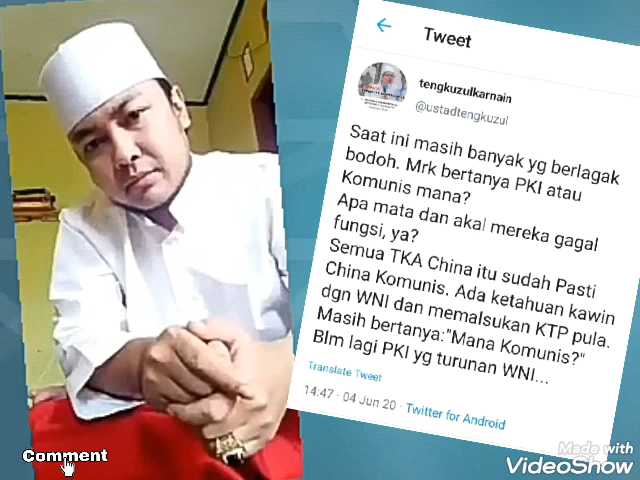 Tweet
tengkuzulkarnain
@ustadtengkuzul
Saat ini masih banyak yg berlagak
bodoh. Mrk bertanya PKI atau
Komunis mana?
Apa mata dan akal mereka gagal
fungsi, ya?
Semua TKA China itu sudah Pasti
China Komunis. Ada ketahuan kawin
dgn WNI dan memalsukan KTP pula.
Masih bertanya:"Mana Komunis?"
Blm lagi PKI yg turunan WNI...
Translate Tweet
14:47 · 04 Jun 20 · Twitter for Android
Comment
Made with
VideoShow